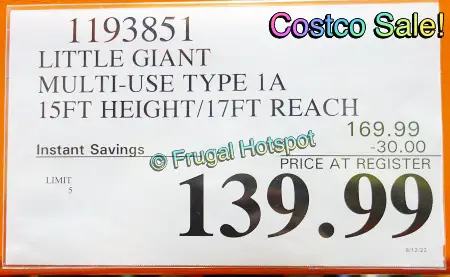 Costco Sale!
1193851
LITTLE GIANT
MULTI-USE TYPE 1A
15FT HEIGHT/17FT REACH
© Frugal Hotspot
169.99
Instant Savings -30.00
PRICE AT REGISTER
LIMIT
5
139.99